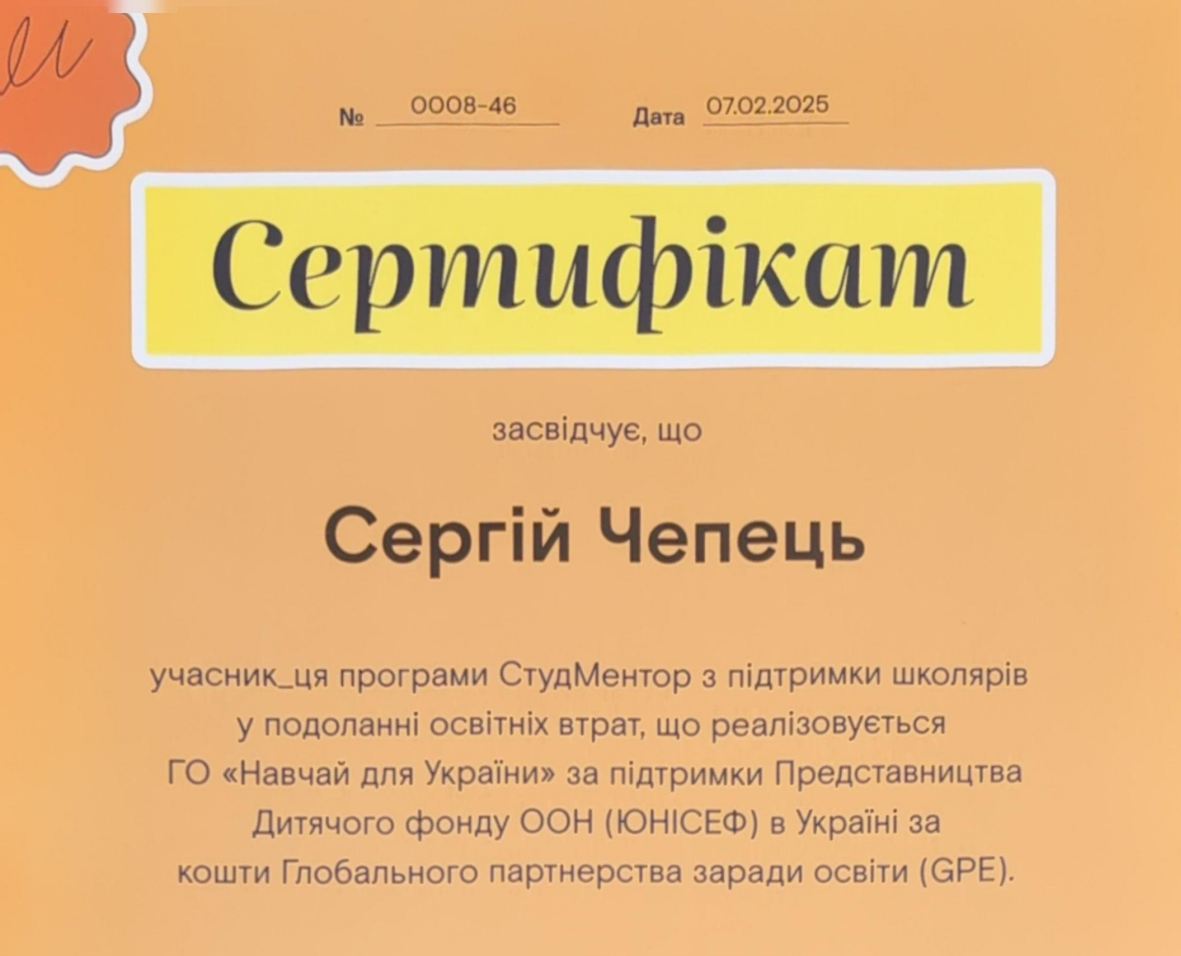 № 0008-46 Дата 07.02.2025
Сертифікат
засвідчує, що
Сергій Чепець
учасник_ця програми СтудМентор з підтримки школярів
у подоланні освітніх втрат, що реалізовується
ГО «Навчай для України» за підтримки Представництва
Дитячого фонду ООН (ЮНІСЕФ) в Україні за
кошти Глобального партнерства заради освіти (GPE).